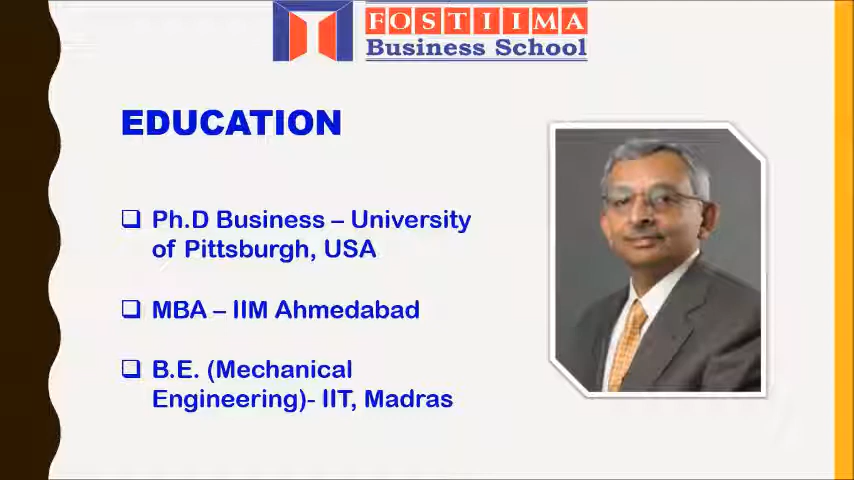 FOSTIIMA
Business School
EDUCATION
Ph.D Business – University
of Pittsburgh, USA
MBA – IIM Ahmedabad
B.E. (Mechanical
Engineering)- IIT, Madras